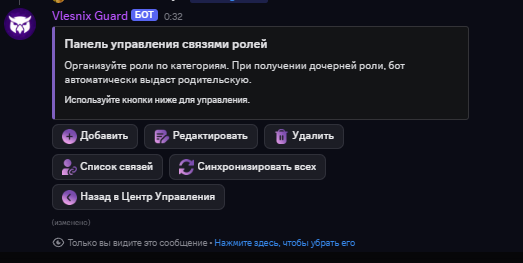 Vlesnix Guard БОТ 0:32
Панель управления связями ролей
Организуйте роли по категориям. При получении дочерней роли, бот
автоматически выдаст родительскую.
Используйте кнопки ниже для управления.
Добавить Редактировать Удалить
Список связей Синхронизировать всех
Назад в Центр Управления
(изменено)
Только вы видите это сообщение • Нажмите здесь, чтобы убрать его